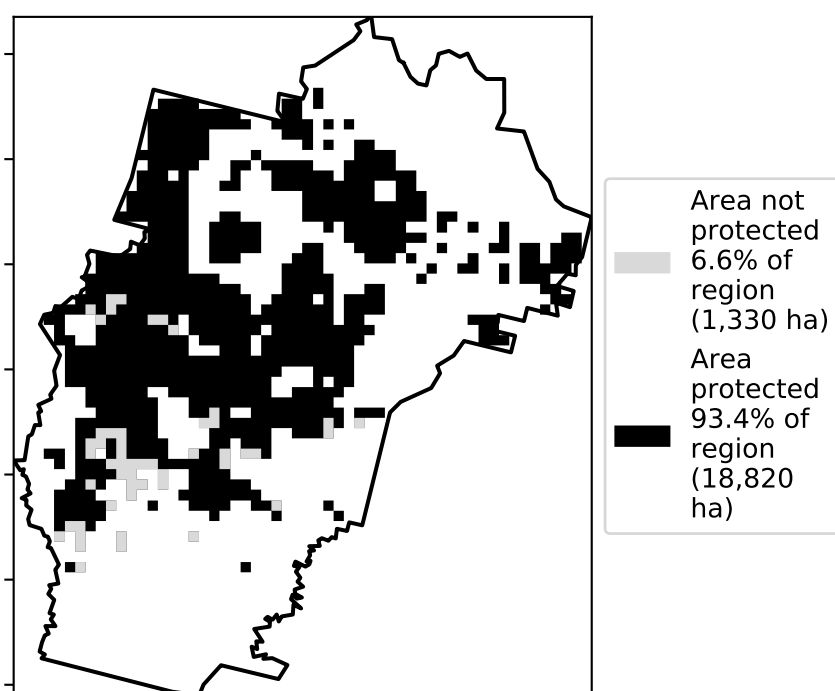 Area not
protected
6.6% of
region
(1,330 ha)
Area
protected
93.4% of
region
(18,820
ha)